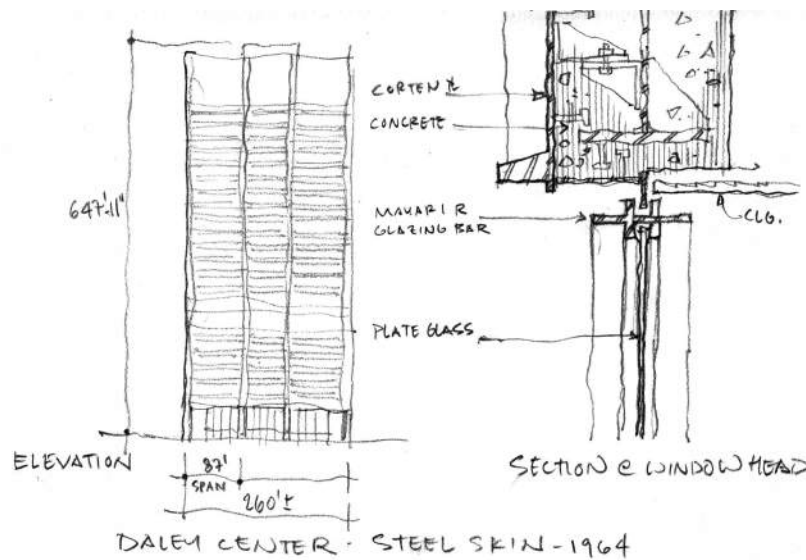 647'-11"
ELEVATION
87'
SPAN
260'±
CORTEN ℞
CONCRETE
MAYARI R
GLAZING BAR
CLG.
PLATE GLASS
SECTION @ WINDOW HEAD
DALEY CENTER · STEEL SKIN - 1964